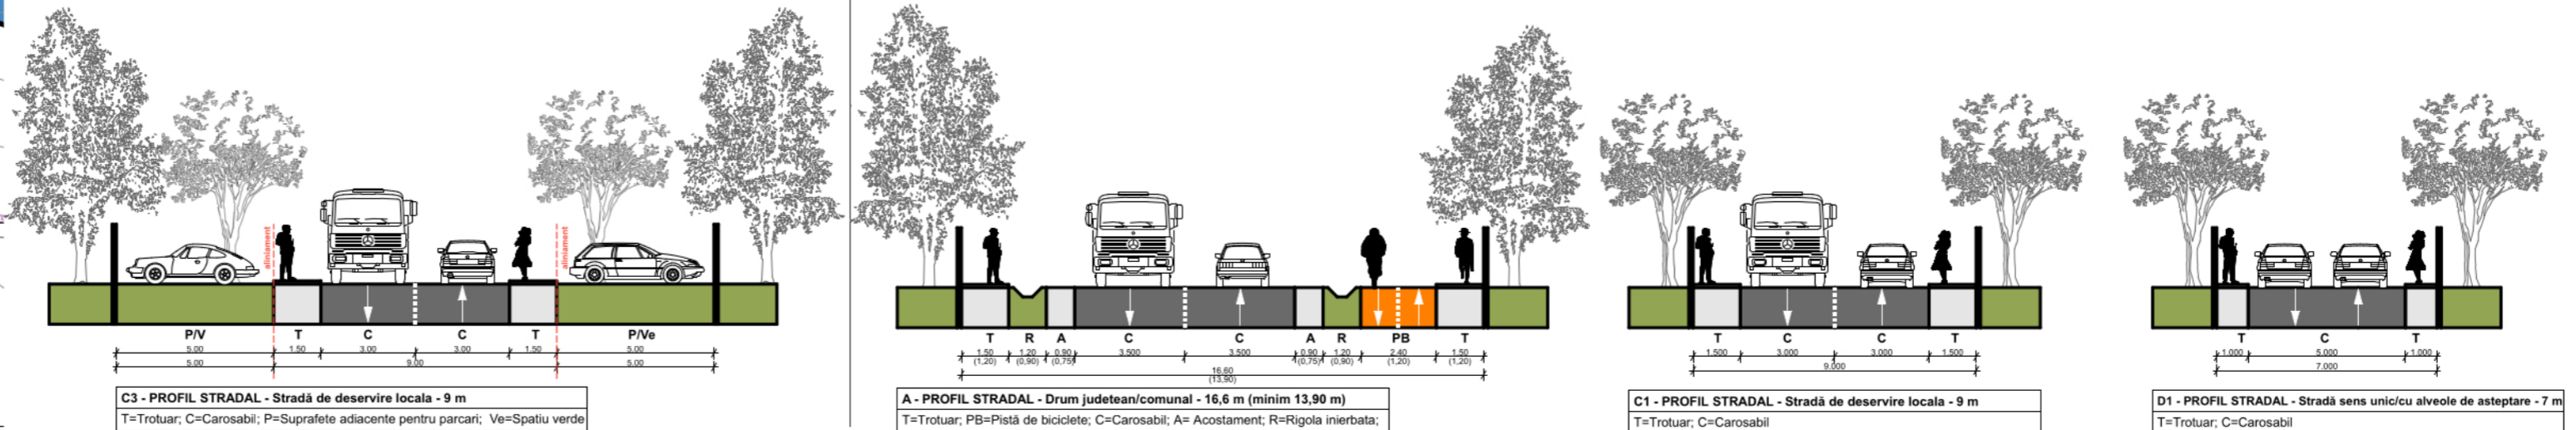 aliniament
aliniament
P/V T C C T P/Ve
5.00 1.50 3.00 3.00 1.50 5.00
5.00 9.00 5.00
C3 - PROFIL STRADAL - Stradă de deservire locala - 9 m
T=Trotuar; C=Carosabil; P=Suprafete adiacente pentru parcari; Ve=Spatiu verde
T R A C C A R PB T
1.50 1.20 0.90 3.500 3.500 0.90 1.20 2.40 1.50
(1,20) (0,90) (0,75) (0,75) (0,90) (1,20) (1,20)
16.60
(13,90)
A - PROFIL STRADAL - Drum judetean/comunal - 16,6 m (minim 13,90 m)
T=Trotuar; PB=Pistă de biciclete; C=Carosabil; A= Acostament; R=Rigola inierbata;
T C C T
1.500 3.000 3.000 1.500
9.000
C1 - PROFIL STRADAL - Stradă de deservire locala - 9 m
T=Trotuar; C=Carosabil
T C T
1.000 5.000 1.000
7.000
D1 - PROFIL STRADAL - Stradă sens unic/cu alveole de asteptare - 7 m
T=Trotuar; C=Carosabil